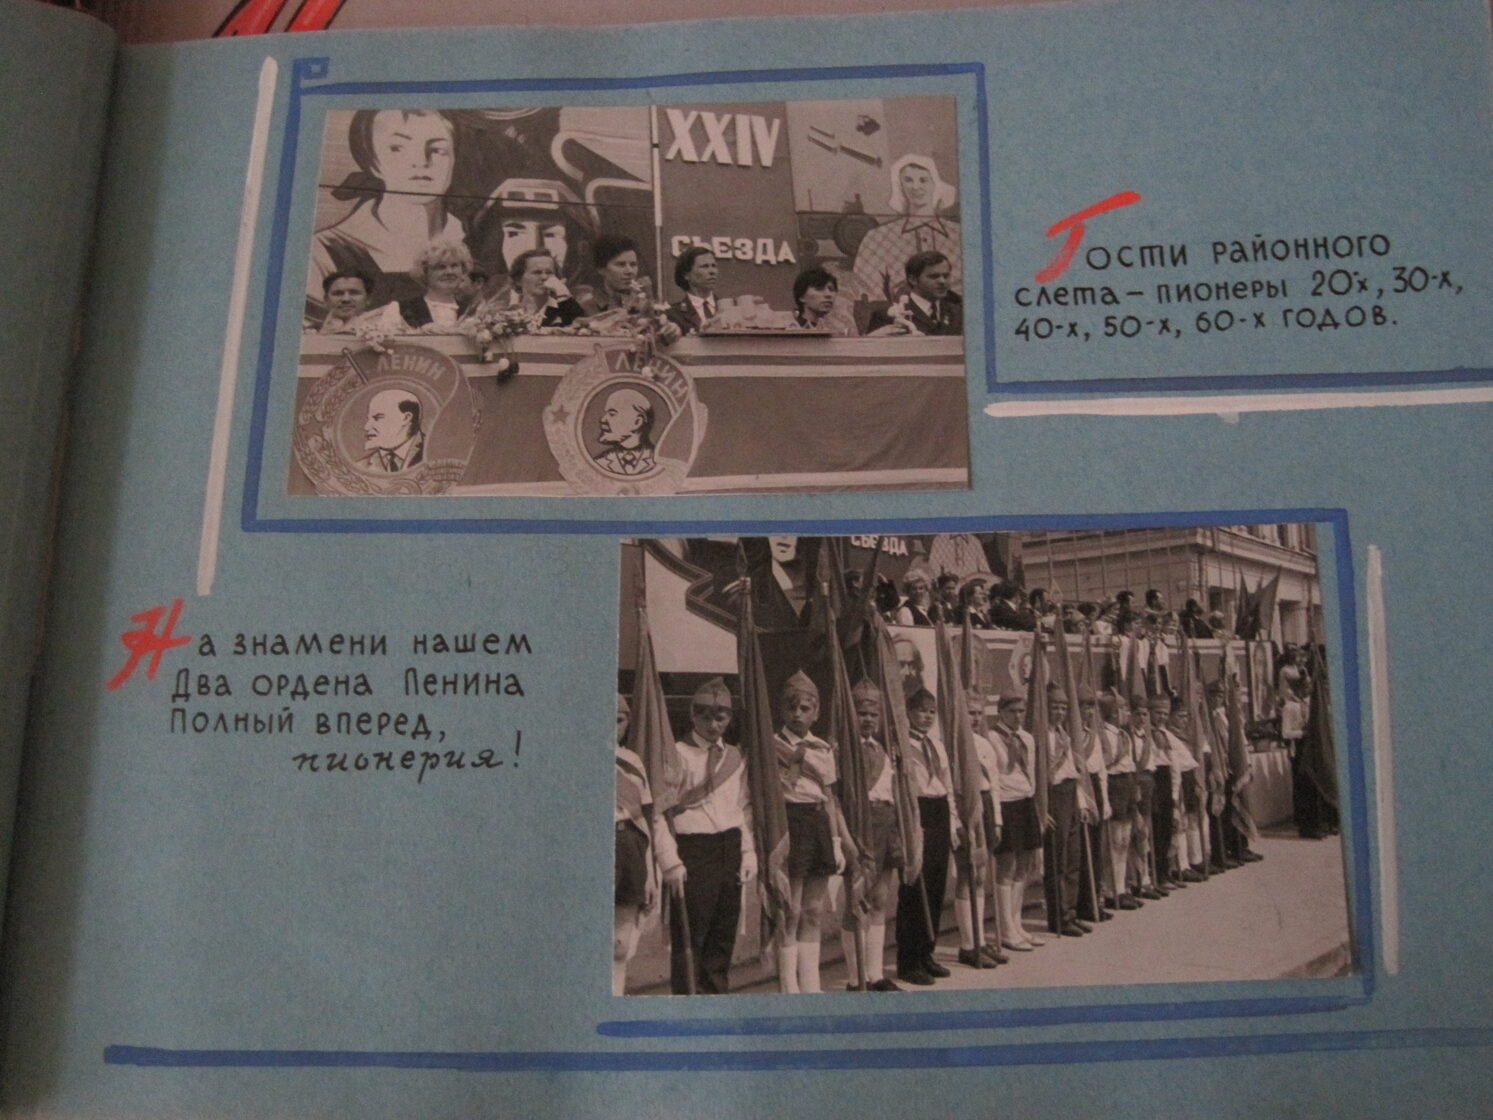 XXIV
СЪЕЗДА
ЛЕНИН
ЛЕНИН
Гости районного
слета – пионеры 20-х, 30-х,
40-х, 50-х, 60-х годов.
СЪЕЗДА
На знамени нашем
Два ордена Ленина
Полный вперед,
пионерия!